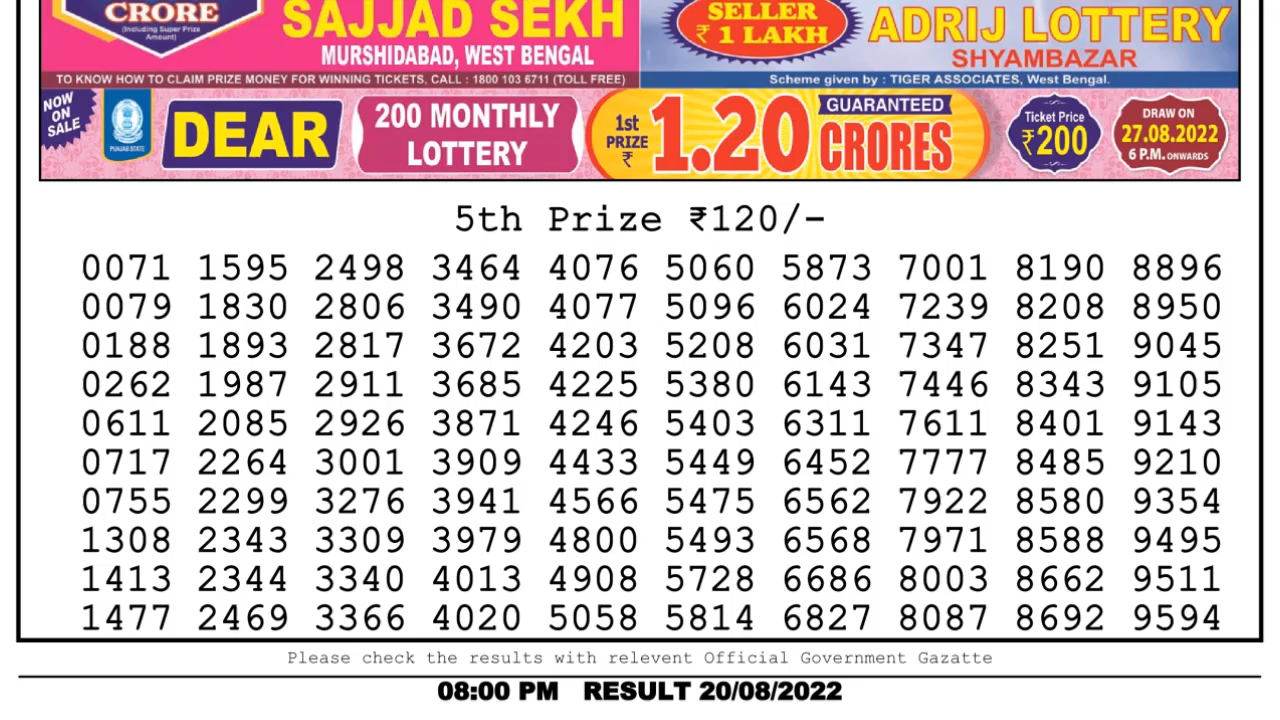 CRORE
(Including Super Prize
Amount)
SAJJAD SEKH
MURSHIDABAD, WEST BENGAL
SELLER
₹ 1 LAKH
ADRIJ LOTTERY
SHYAMBAZAR
TO KNOW HOW TO CLAIM PRIZE MONEY FOR WINNING TICKETS, CALL : 1800 103 6711 (TOLL FREE)
Scheme given by : TIGER ASSOCIATES, West Bengal.
NOW
ON
SALE
PUNJAB STATE
DEAR
200 MONTHLY
LOTTERY
1st
PRIZE
₹
1.20
GUARANTEED
CRORES
Ticket Price
₹200
DRAW ON
27.08.2022
6 P.M. ONWARDS
5th Prize ₹120/-
0071 1595 2498 3464 4076 5060 5873 7001 8190 8896
0079 1830 2806 3490 4077 5096 6024 7239 8208 8950
0188 1893 2817 3672 4203 5208 6031 7347 8251 9045
0262 1987 2911 3685 4225 5380 6143 7446 8343 9105
0611 2085 2926 3871 4246 5403 6311 7611 8401 9143
0717 2264 3001 3909 4433 5449 6452 7777 8485 9210
0755 2299 3276 3941 4566 5475 6562 7922 8580 9354
1308 2343 3309 3979 4800 5493 6568 7971 8588 9495
1413 2344 3340 4013 4908 5728 6686 8003 8662 9511
1477 2469 3366 4020 5058 5814 6827 8087 8692 9594
Please check the results with relevent Official Government Gazatte
08:00 PM RESULT 20/08/2022